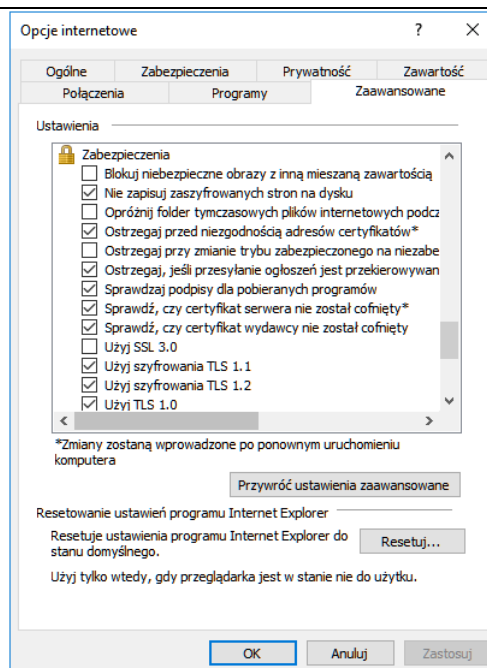 Opcje internetowe
Ogólne Zabezpieczenia Prywatność Zawartość
Połączenia Programy Zaawansowane
Ustawienia
Zabezpieczenia
Blokuj niebezpieczne obrazy z inną mieszaną zawartością
Nie zapisuj zaszyfrowanych stron na dysku
Opróżnij folder tymczasowych plików internetowych podcz
Ostrzegaj przed niezgodnością adresów certyfikatów*
Ostrzegaj przy zmianie trybu zabezpieczonego na niezabe
Ostrzegaj, jeśli przesyłanie ogłoszeń jest przekierowywan
Sprawdzaj podpisy dla pobieranych programów
Sprawdź, czy certyfikat serwera nie został cofnięty*
Sprawdź, czy certyfikat wydawcy nie został cofnięty
Użyj SSL 3.0
Użyj szyfrowania TLS 1.1
Użyj szyfrowania TLS 1.2
Użyj TLS 1.0
*Zmiany zostaną wprowadzone po ponownym uruchomieniu
komputera
Przywróć ustawienia zaawansowane
Resetowanie ustawień programu Internet Explorer
Resetuje ustawienia programu Internet Explorer do
stanu domyślnego.
Resetuj...
Użyj tylko wtedy, gdy przeglądarka jest w stanie nie do użytku.
OK Anuluj Zastosuj